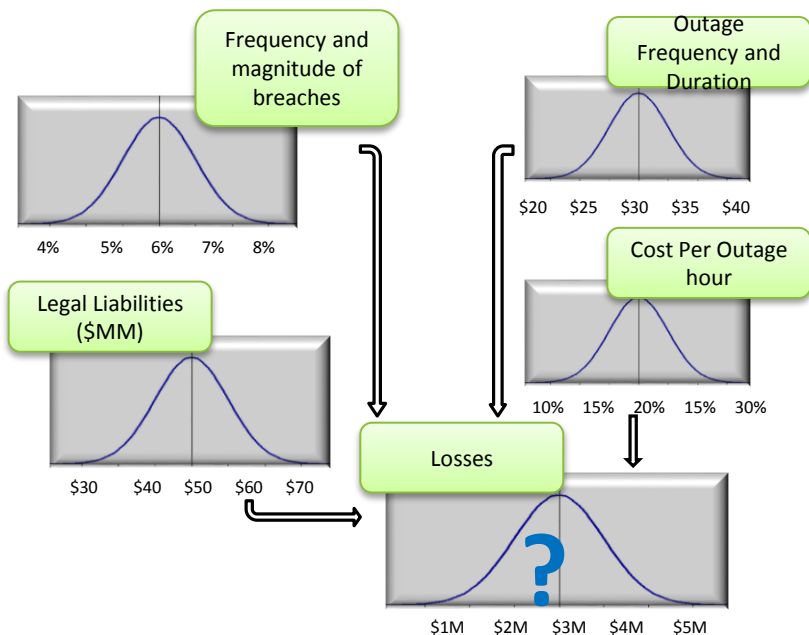 Frequency and
magnitude of
breaches
4% 5% 6% 7% 8%
Outage
Frequency and
Duration
$20 $25 $30 $35 $40
Legal Liabilities
($MM)
$30 $40 $50 $60 $70
Cost Per Outage
hour
10% 15% 20% 15% 30%
Losses
?
$1M $2M $3M $4M $5M